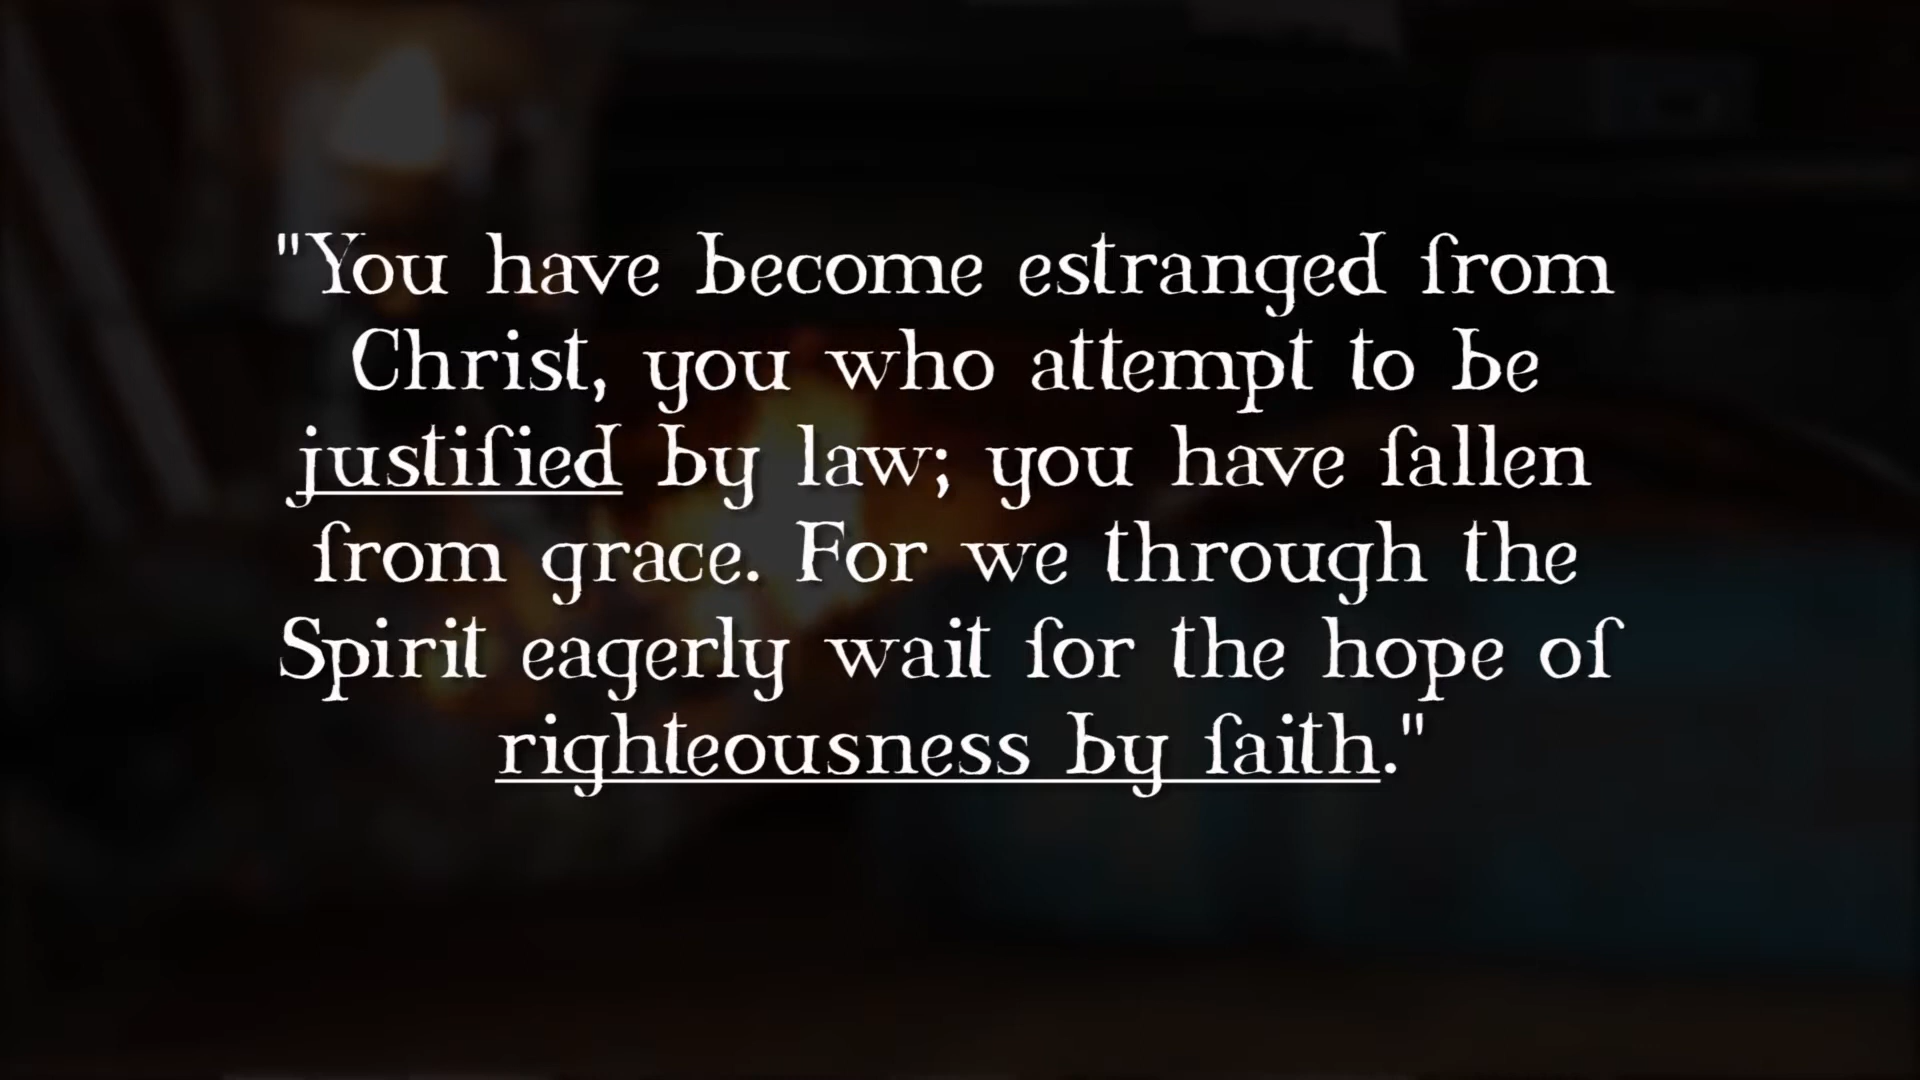 "You have become estranged from
Christ, you who attempt to be
justified by law; you have fallen
from grace. For we through the
Spirit eagerly wait for the hope of
righteousness by faith."